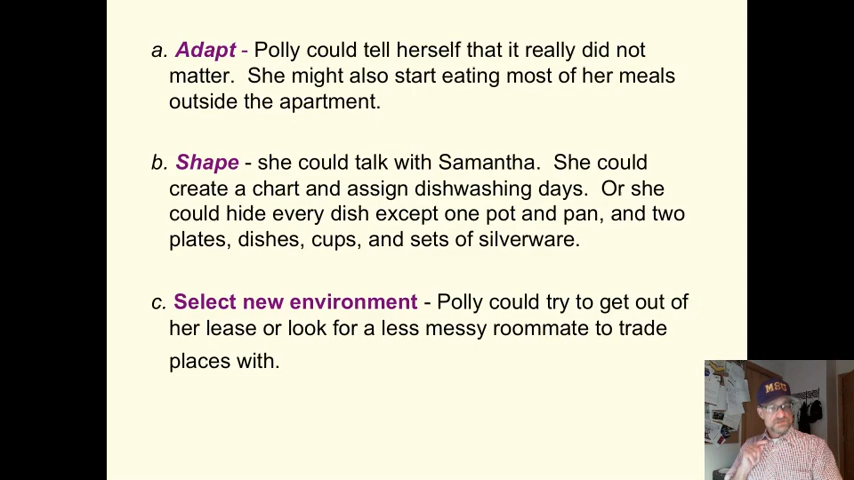 a. Adapt - Polly could tell herself that it really did not
matter. She might also start eating most of her meals
outside the apartment.
b. Shape - she could talk with Samantha. She could
create a chart and assign dishwashing days. Or she
could hide every dish except one pot and pan, and two
plates, dishes, cups, and sets of silverware.
c. Select new environment - Polly could try to get out of
her lease or look for a less messy roommate to trade
places with.
MSU